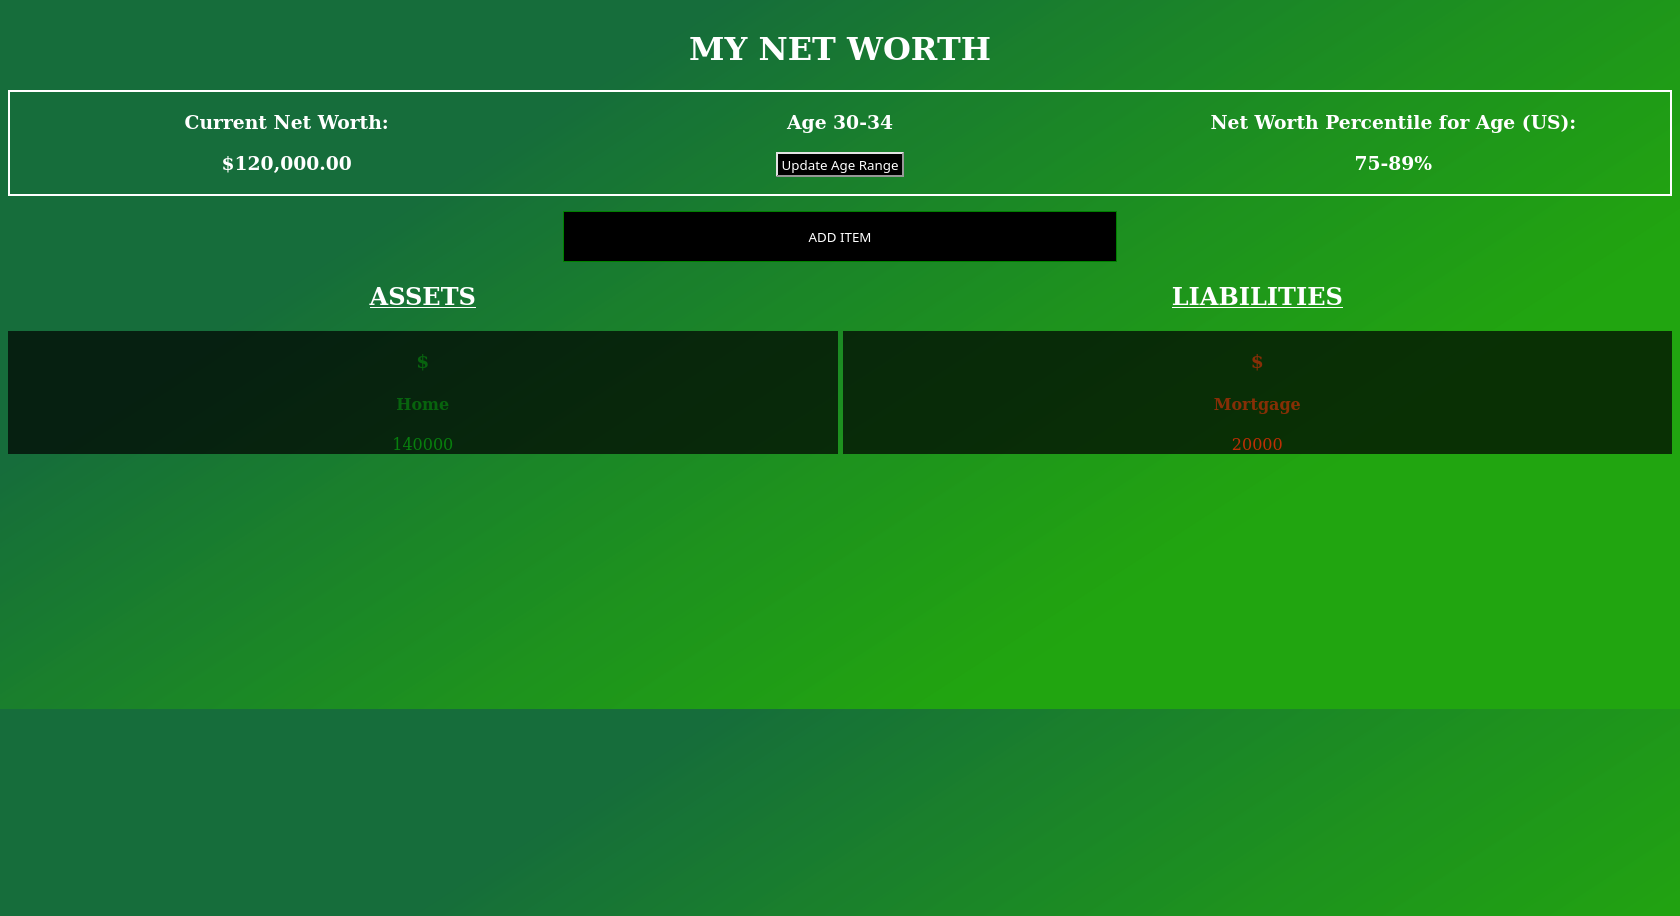 MY NET WORTH
Current Net Worth:
$120,000.00
Age 30-34
Update Age Range
Net Worth Percentile for Age (US):
75-89%
ADD ITEM
ASSETS
$
Home
140000
LIABILITIES
$
Mortgage
20000